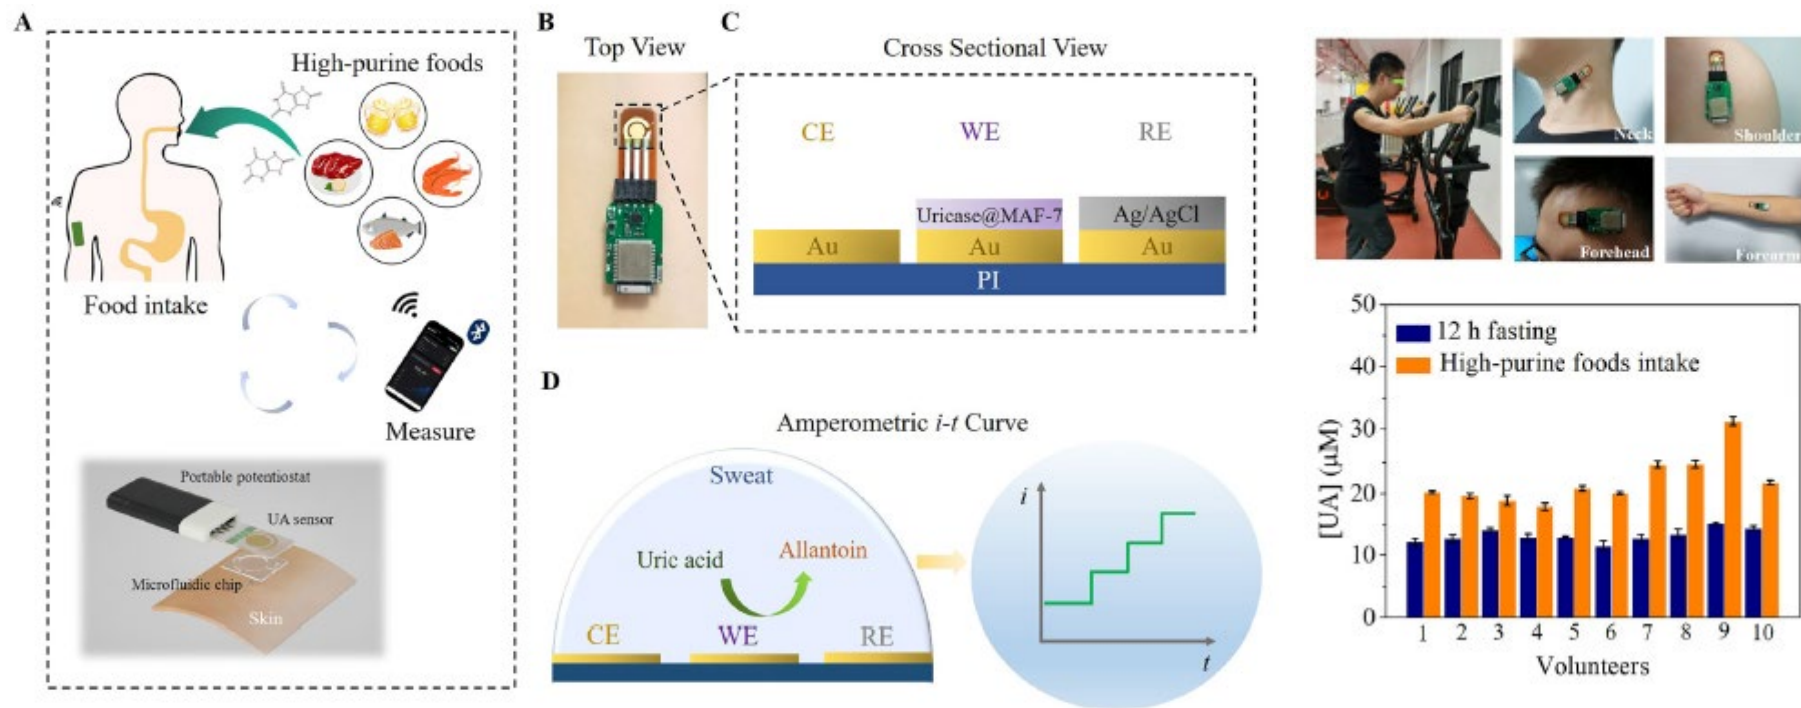 A
High-purine foods
Food intake
Measure
Portable potentiostat
UA sensor
Microfluidic chip
Skin
B
Top View
C
Cross Sectional View
CE
WE
RE
Uricase@MAF-7
Ag/AgCl
Au
Au
Au
PI
D
Amperometric i-t Curve
Sweat
Uric acid
Allantoin
CE
WE
RE
i
t
Neck
Shoulder
Forehead
Forearm
50
40
30
20
10
0
[UA] (μM)
12 h fasting
High-purine foods intake
1 2 3 4 5 6 7 8 9 10
Volunteers